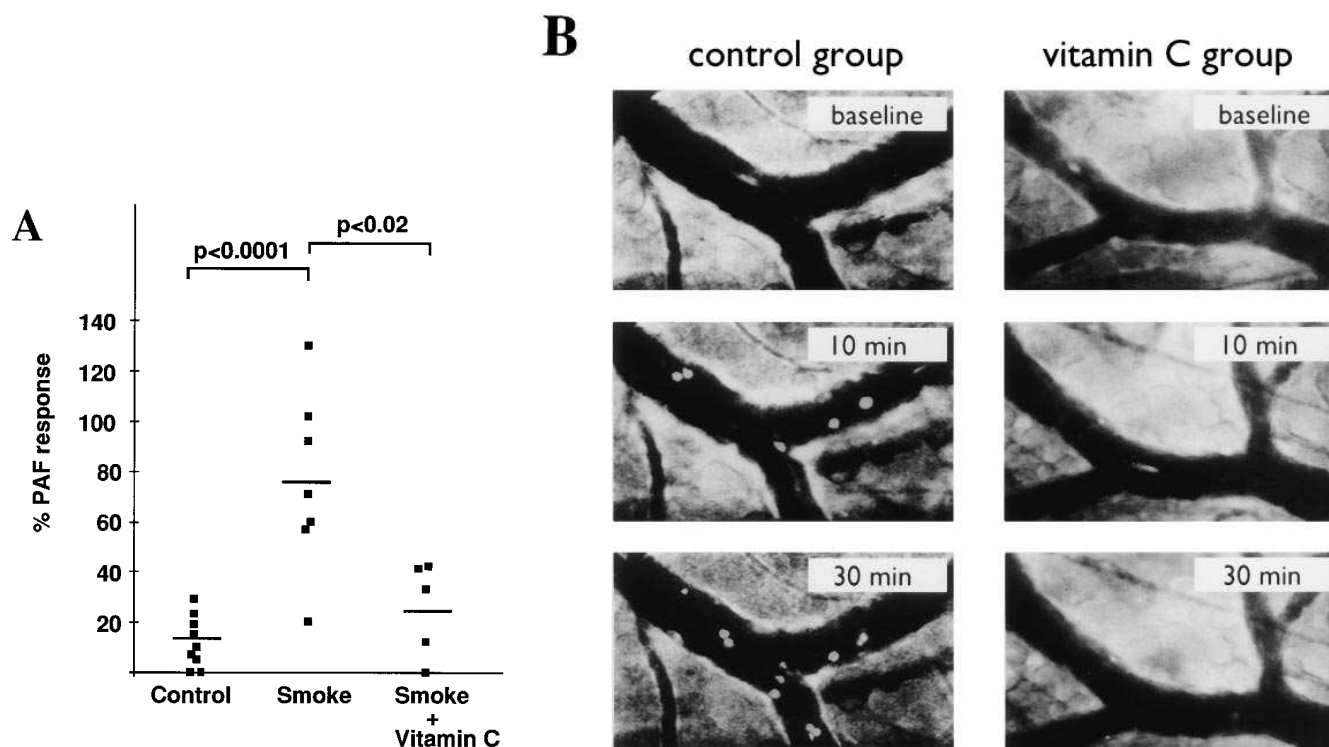 A
p<0.0001
p<0.02
% PAF response
140
120
100
80
60
40
20
Control
Smoke
Smoke
+
Vitamin C
B
control group
vitamin C group
baseline
baseline
10 min
10 min
30 min
30 min